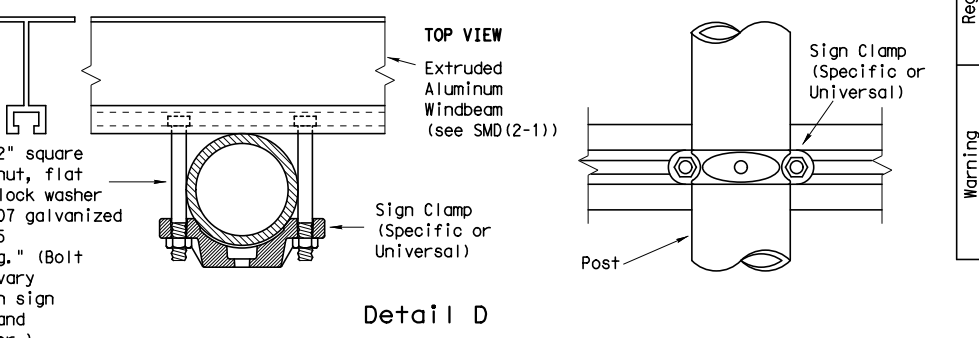 TOP VIEW
Extruded
Aluminum
Windbeam
(see SMD(2-1))
2" square
nut, flat
lock washer
07 galvanized
g." (Bolt
vary
n sign
and
Sign Clamp
(Specific or
Universal)
Detail D
Sign Clamp
(Specific or
Universal)
Post
Reg
Warning